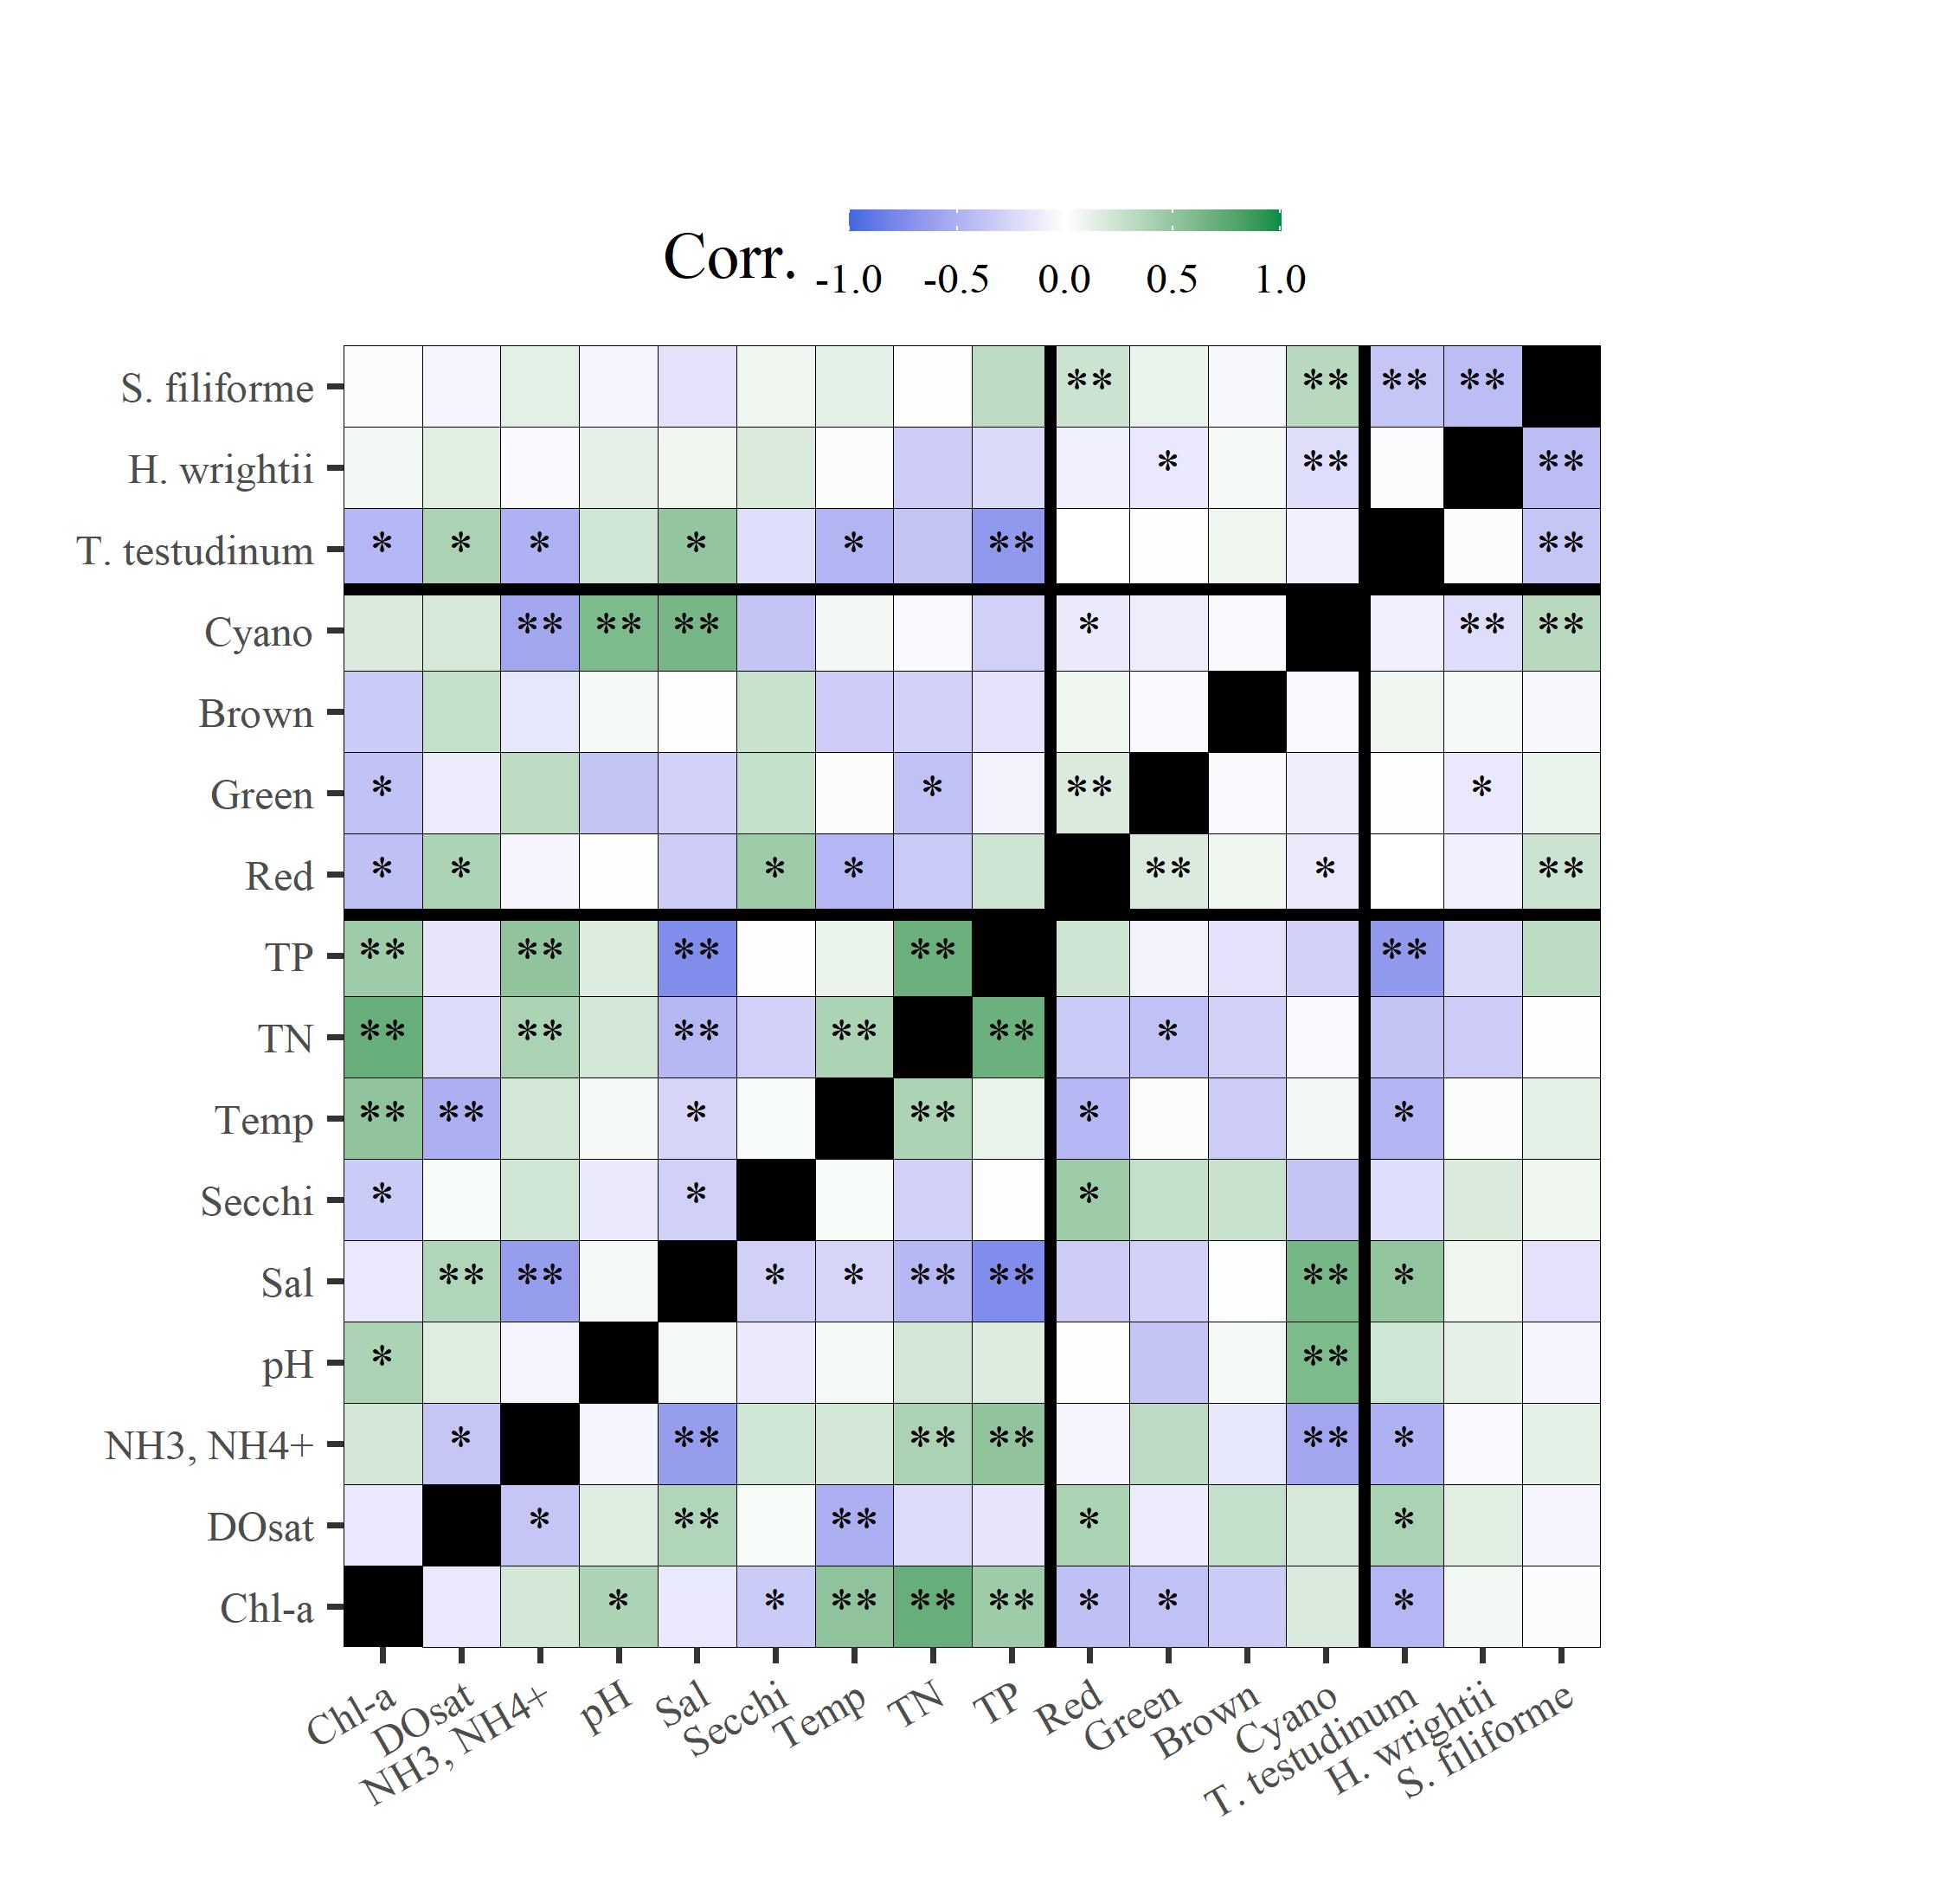 Corr.
-1.0 -0.5 0.0 0.5 1.0
S. filiforme ** ** ** **
H. wrightii * ** **
T. testudinum * * * * * ** **
Cyano ** ** ** * ** **
Brown
Green * * ** *
Red * * * * ** * **
TP ** ** ** ** **
TN ** ** ** ** ** *
Temp ** ** * ** * *
Secchi * * *
Sal ** ** * * ** ** ** *
pH * **
NH3, NH4+ * ** ** ** ** *
DOsat * ** ** * *
Chl-a * * ** ** ** * * *
Chl-a DOsat NH3, NH4+ pH Sal Secchi Temp TN TP Red Green Brown Cyano T. testudinum H. wrightii S. filiforme